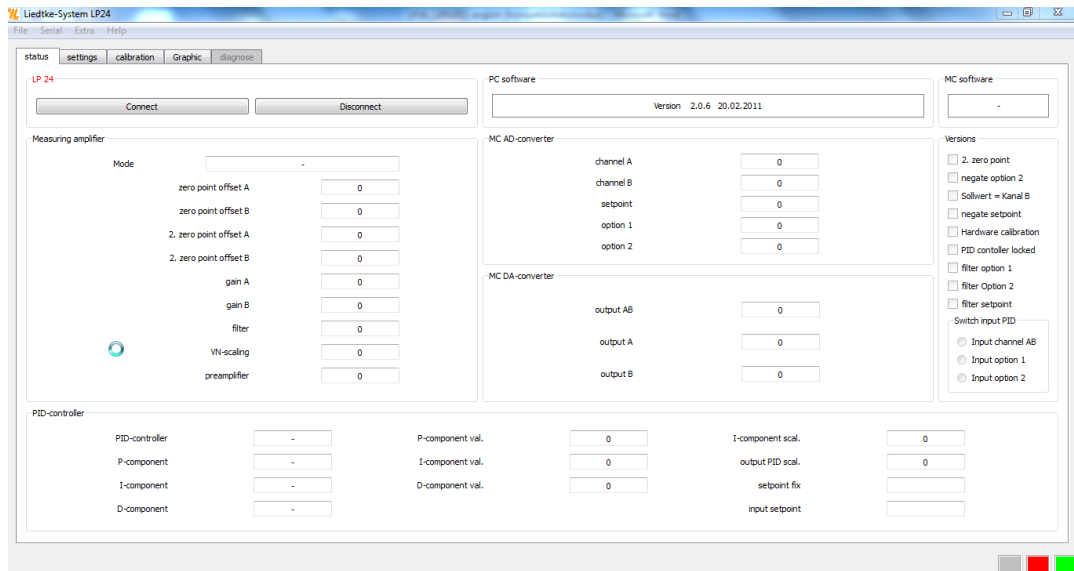 Liedtke-System LP24
File Serial Extra Help
status settings calibration Graphic diagnose
LP 24
Connect Disconnect
PC software
Version 2.0.6 20.02.2011
MC software
-
Measuring amplifier
Mode -
zero point offset A 0
zero point offset B 0
2. zero point offset A 0
2. zero point offset B 0
gain A 0
gain B 0
filter 0
VN-scaling 0
preamplifier 0
MC AD-converter
channel A 0
channel B 0
setpoint 0
option 1 0
option 2 0
MC DA-converter
output AB 0
output A 0
output B 0
Versions
2. zero point
negate optiion 2
Sollwert = Kanal B
negate setpoint
Hardware calibration
PID contoller locked
filter option 1
filter Option 2
filter setpoint
Switch input PID
Input channel AB
Input option 1
Input option 2
PID-controller
PID-controller -
P-component -
I-component -
D-component -
P-component val. 0
I-component val. 0
D-component val. 0
I-component scal. 0
output PID scal. 0
setpoint fix
input setpoint